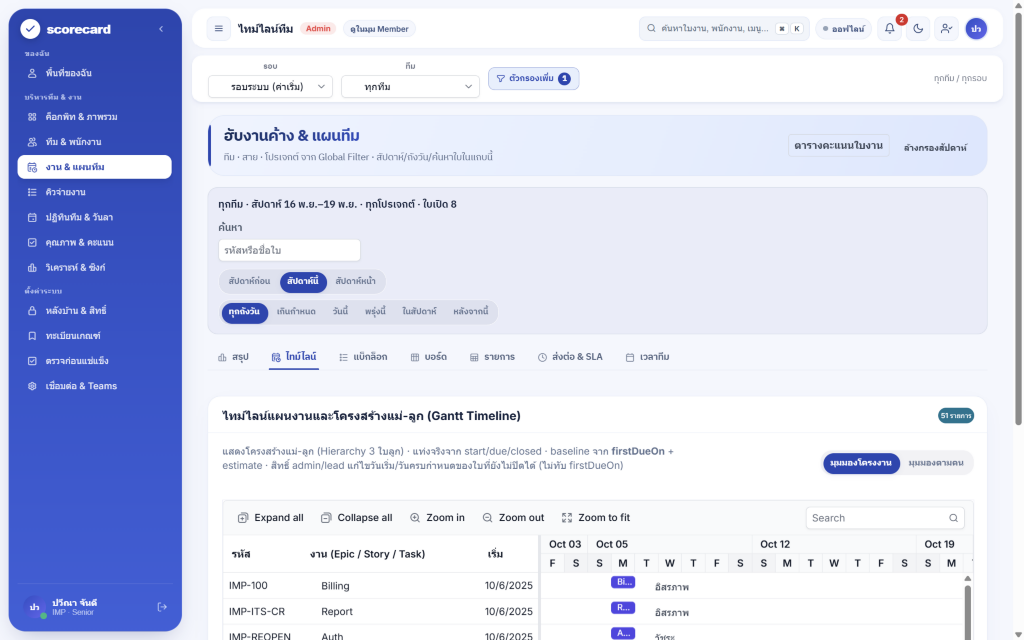 scorecard
ของฉัน
พื้นที่ของฉัน
บริหารทีม & งาน
ค็อกพิท & ภาพรวม
ทีม & พนักงาน
งาน & แผนทีม
คิวจ่ายงาน
ปฏิทินทีม & วันลา
คุณภาพ & คะแนน
วิเคราะห์ & ซิงก์
ตั้งค่าระบบ
หลังบ้าน & สิทธิ์
ทะเบียนเกณฑ์
ตรวจก่อนแช่แข็ง
เชื่อมต่อ & Teams
ปว
ปวีณา จันดี
IMP · Senior
ไทม์ไลน์ทีม
Admin
ดูในมุม Member
ค้นหาใบงาน, พนักงาน, เมนู...
⌘ K
ออฟไลน์
2
ปว
รอบ
รอบระบบ (ค่าเริ่ม)
ทีม
ทุกทีม
ตัวกรองเพิ่ม 1
ทุกทีม / ทุกรอบ
ฮับงานค้าง & แผนทีม
ทีม · สาย · โปรเจกต์ จาก Global Filter · สัปดาห์/ถังวัน/ค้นหาใบในแถบนี้
ตารางคะแนนใบงาน
ล้างกรองสัปดาห์
ทุกทีม · สัปดาห์ 16 พ.ย.–19 พ.ย. · ทุกโปรเจกต์ · ใบเปิด 8
ค้นหา
รหัสหรือชื่อใบ
สัปดาห์ก่อน สัปดาห์นี้ สัปดาห์หน้า
ทุกถังวัน เกินกำหนด วันนี้ พรุ่งนี้ ในสัปดาห์ หลังจากนี้
สรุป ไทม์ไลน์ แบ็กล็อก บอร์ด รายการ ส่งต่อ & SLA เวลาทีม
ไทม์ไลน์แผนงานและโครงสร้างแม่-ลูก (Gantt Timeline)
51 รายการ
แสดงโครงสร้างแม่-ลูก (Hierarchy 3 ใบลูก) · แท่งจริงจาก start/due/closed · baseline จาก firstDueOn +
estimate · สิทธิ์ admin/lead แก้ไขวันเริ่ม/วันครบกำหนดของใบที่ยังไม่ปิดได้ (ไม่ทับ firstDueOn)
มุมมองโครงงาน มุมมองตามคน
Expand all Collapse all Zoom in Zoom out Zoom to fit
Search
รหัส งาน (Epic / Story / Task) เริ่ม
Oct 03 Oct 05 Oct 12 Oct 19
F S S M T W T F S S M T W T F S S M
IMP-100 Billing 10/6/2025 Bi... อิสรภาพ
IMP-ITS-CR Report 10/6/2025 R... อิสรภาพ
IMP-REOPEN Auth 10/6/2025 A... วัชระ